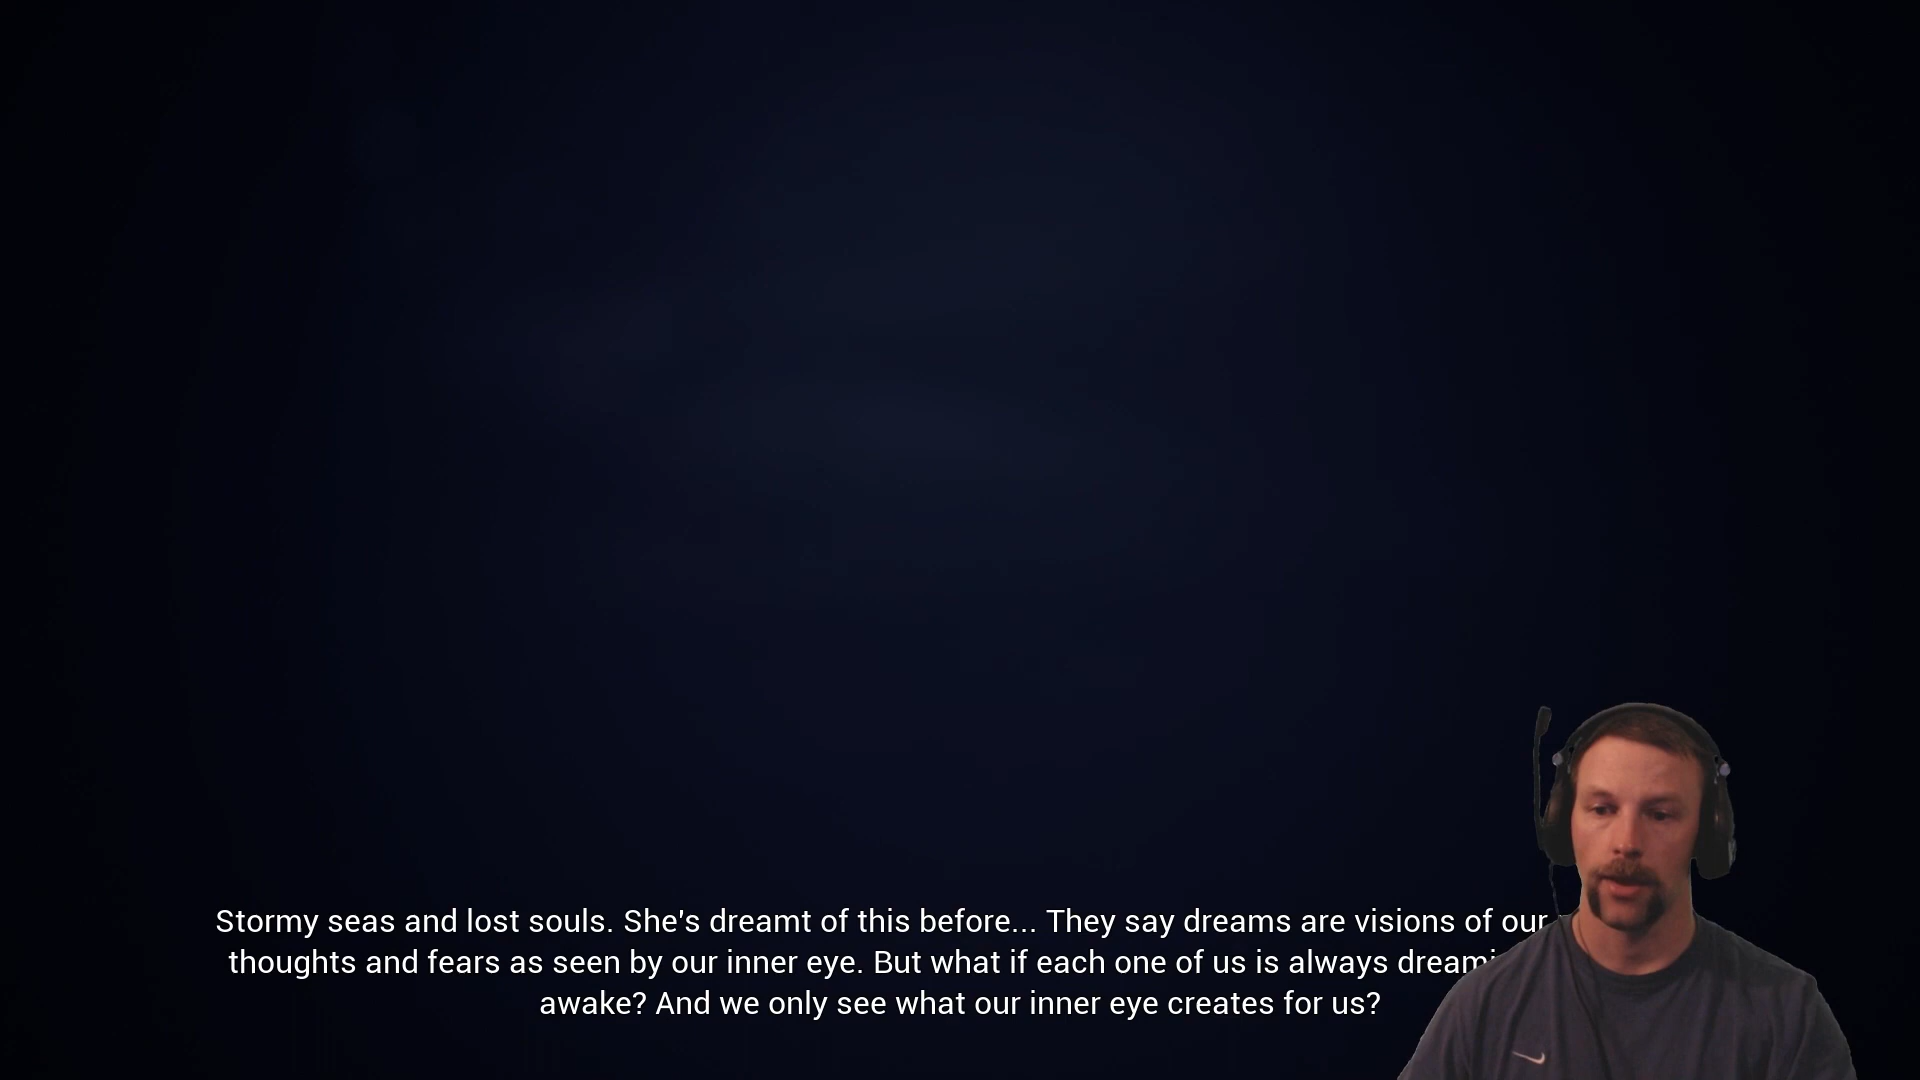 Stormy seas and lost souls. She's dreamt of this before... They say dreams are visions of our
thoughts and fears as seen by our inner eye. But what if each one of us is always
awake? And we only see what our inner eye creates for us?